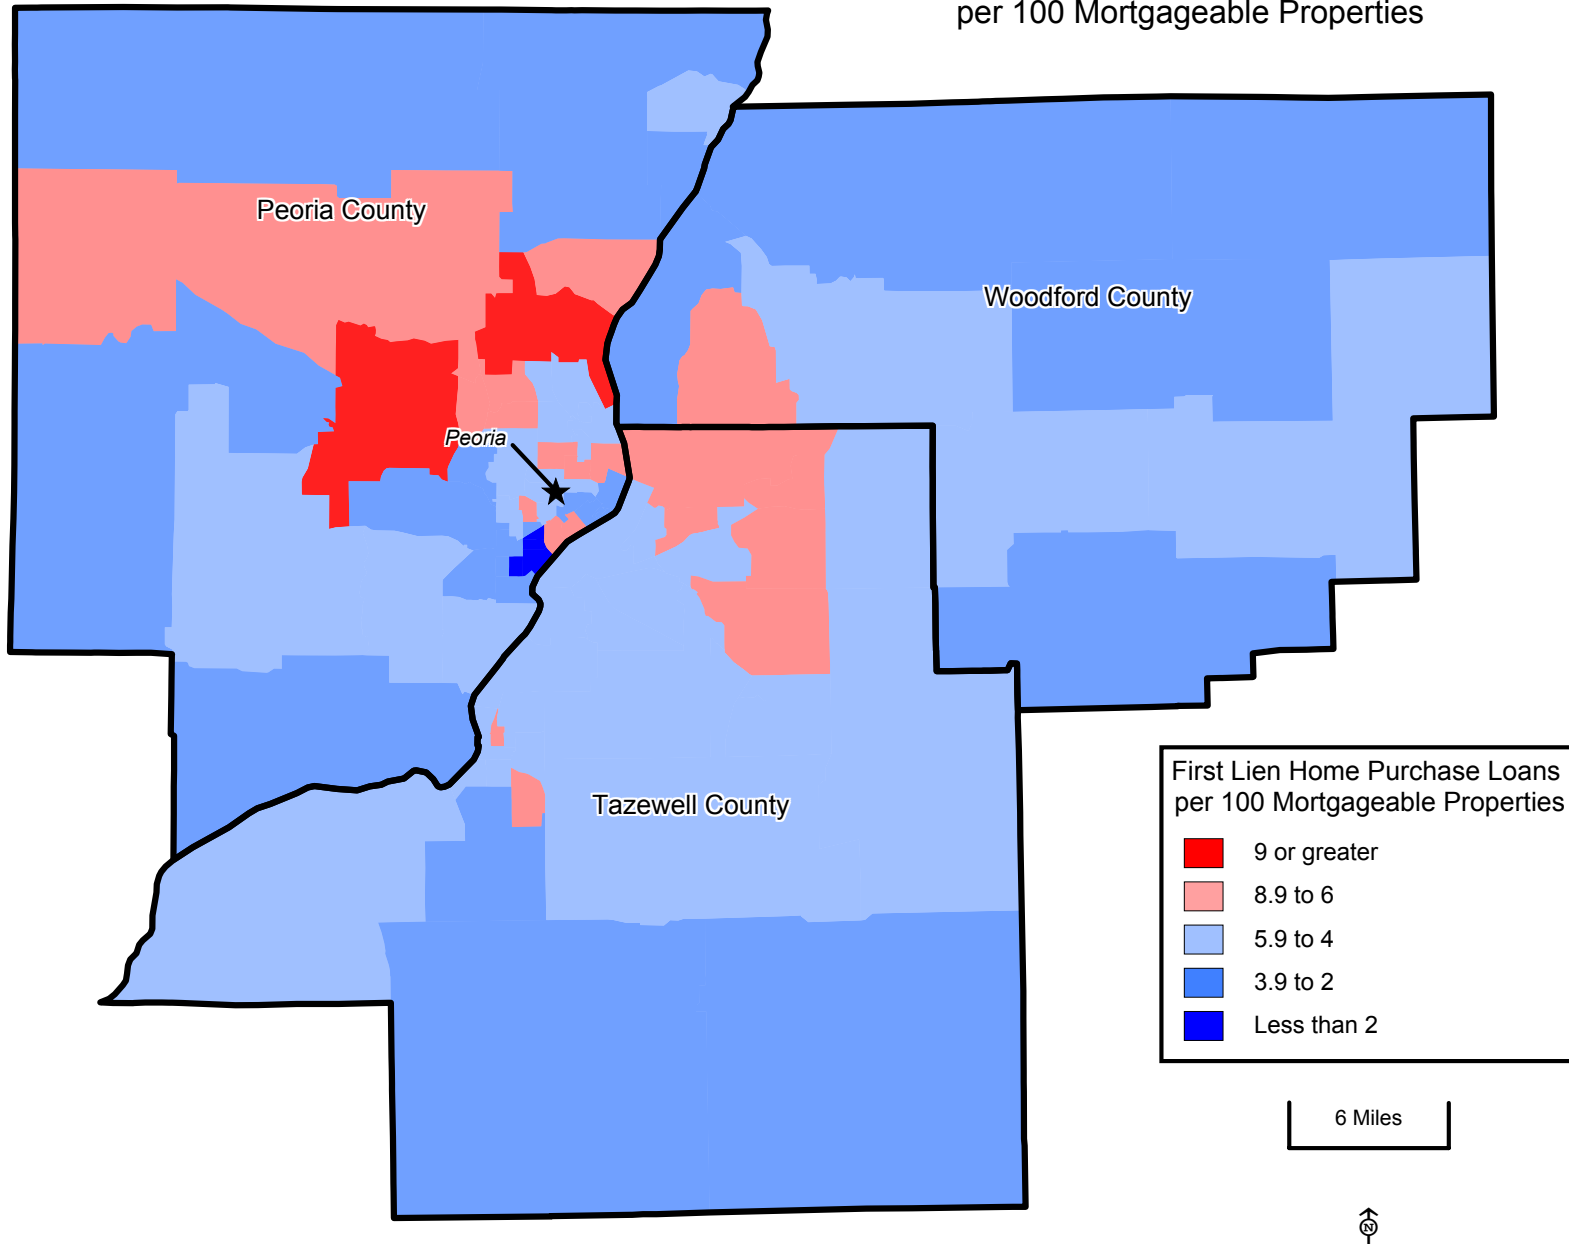 per 100 Mortgageable Properties
Peoria County
Woodford County
Peoria
Tazewell County
First Lien Home Purchase Loans
per 100 Mortgageable Properties
9 or greater
8.9 to 6
5.9 to 4
3.9 to 2
Less than 2
6 Miles
N